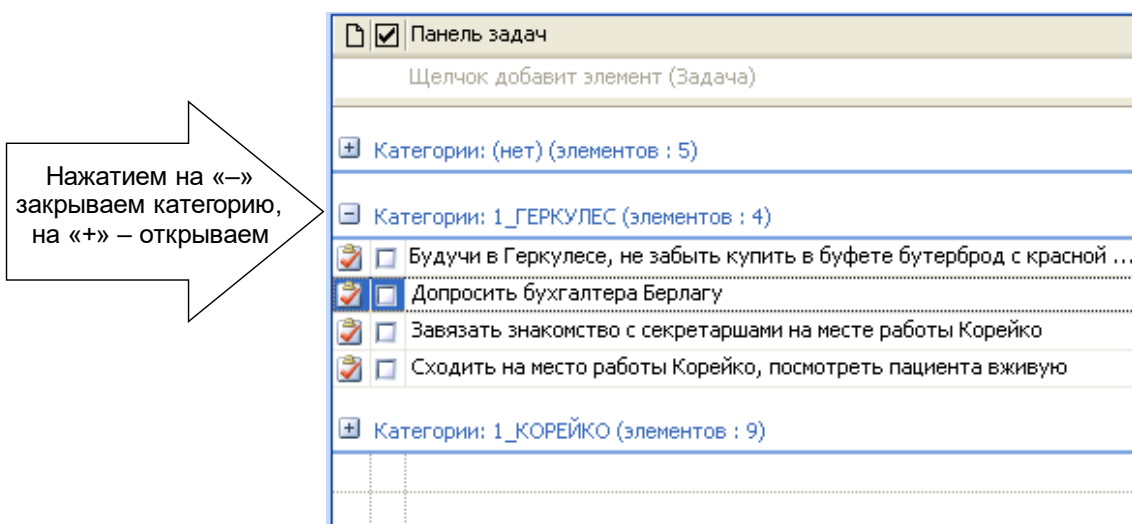 Панель задач
Щелчок добавит элемент (Задача)
Категории: (нет) (элементов : 5)
Нажатием на «–»
закрываем категорию,
на «+» – открываем
Категории: 1_ГЕРКУЛЕС (элементов : 4)
Будучи в Геркулесе, не забыть купить в буфете бутерброд с красной ...
Допросить бухгалтера Берлагу
Завязать знакомство с секретаршами на месте работы Корейко
Сходить на место работы Корейко, посмотреть пациента вживую
Категории: 1_КОРЕЙКО (элементов : 9)